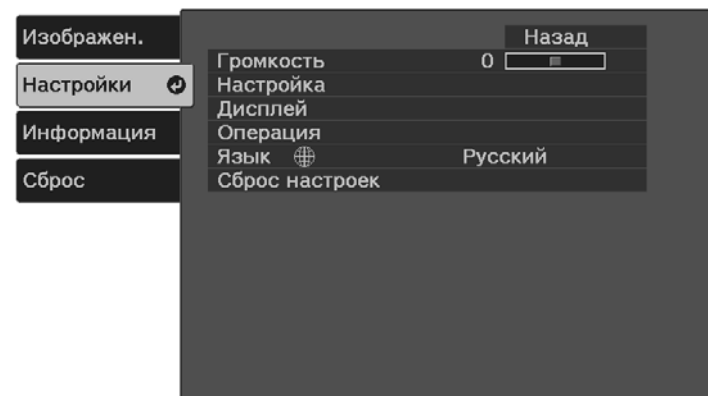 Изображен.
Настройки
Информация
Сброс
Назад
Громкость 0
Настройка
Дисплей
Операция
Язык Русский
Сброс настроек